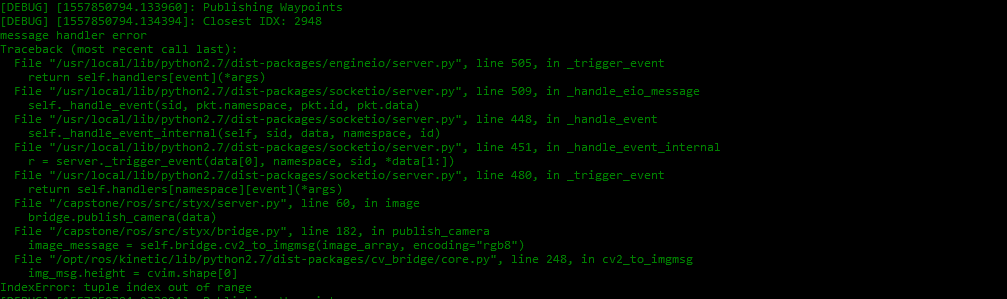 [DEBUG] [1557850794.133960]: Publishing Waypoints
[DEBUG] [1557850794.134394]: Closest IDX: 2948
message handler error
Traceback (most recent call last):
  File "/usr/local/lib/python2.7/dist-packages/engineio/server.py", line 505, in _trigger_event
    return self.handlers[event](*args)
  File "/usr/local/lib/python2.7/dist-packages/socketio/server.py", line 509, in _handle_eio_message
    self._handle_event(sid, pkt.namespace, pkt.id, pkt.data)
  File "/usr/local/lib/python2.7/dist-packages/socketio/server.py", line 448, in _handle_event
    self._handle_event_internal(self, sid, data, namespace, id)
  File "/usr/local/lib/python2.7/dist-packages/socketio/server.py", line 451, in _handle_event_internal
    r = server._trigger_event(data[0], namespace, sid, *data[1:])
  File "/usr/local/lib/python2.7/dist-packages/socketio/server.py", line 480, in _trigger_event
    return self.handlers[namespace][event](*args)
  File "/capstone/ros/src/styx/server.py", line 60, in image
    bridge.publish_camera(data)
  File "/capstone/ros/src/styx/bridge.py", line 182, in publish_camera
    image_message = self.bridge.cv2_to_imgmsg(image_array, encoding="rgb8")
  File "/opt/ros/kinetic/lib/python2.7/dist-packages/cv_bridge/core.py", line 248, in cv2_to_imgmsg
    img_msg.height = cvim.shape[0]
IndexError: tuple index out of range